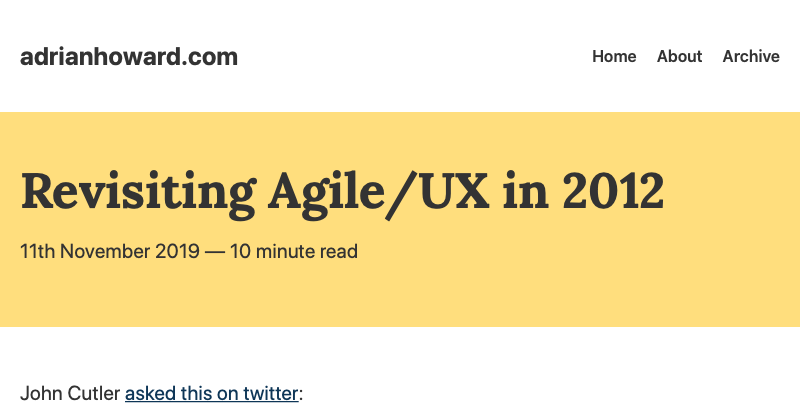 adrianhoward.com
Home About Archive
Revisiting Agile/UX in 2012
11th November 2019 — 10 minute read
John Cutler asked this on twitter: